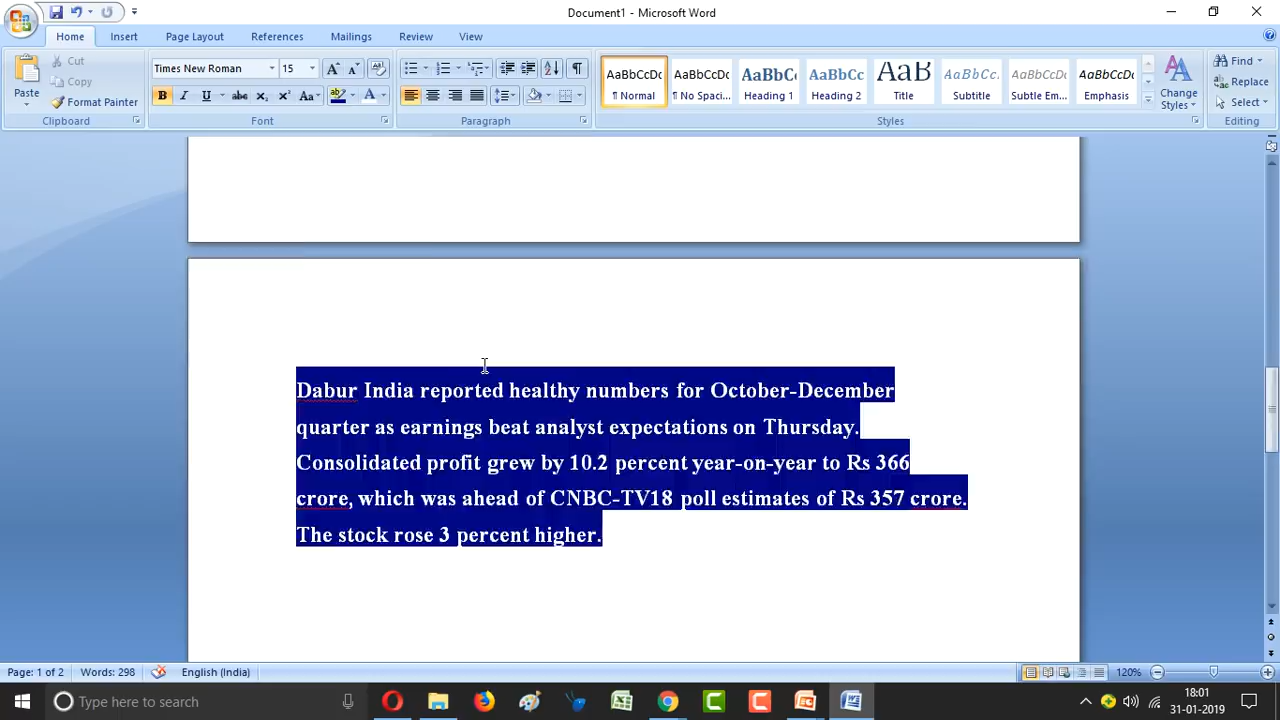 Document1 - Microsoft Word
Home Insert Page Layout References Mailings Review View
Paste
Cut
Copy
Format Painter
Clipboard
Times New Roman 15
Font
Paragraph
AaBbCcDc AaBbCcDc AaBbC AaBbCc AaB AaBbCc. AaBbCcDc AaBbCcDc
¶ Normal ¶ No Spaci... Heading 1 Heading 2 Title Subtitle Subtle Em... Emphasis
Styles
Change Styles
Find
Replace
Select
Editing
Dabur India reported healthy numbers for October-December
quarter as earnings beat analyst expectations on Thursday.
Consolidated profit grew by 10.2 percent year-on-year to Rs 366
crore, which was ahead of CNBC-TV18 poll estimates of Rs 357 crore.
The stock rose 3 percent higher.
Page: 1 of 2 Words: 298 English (India) 120%
Type here to search
18:01
31-01-2019